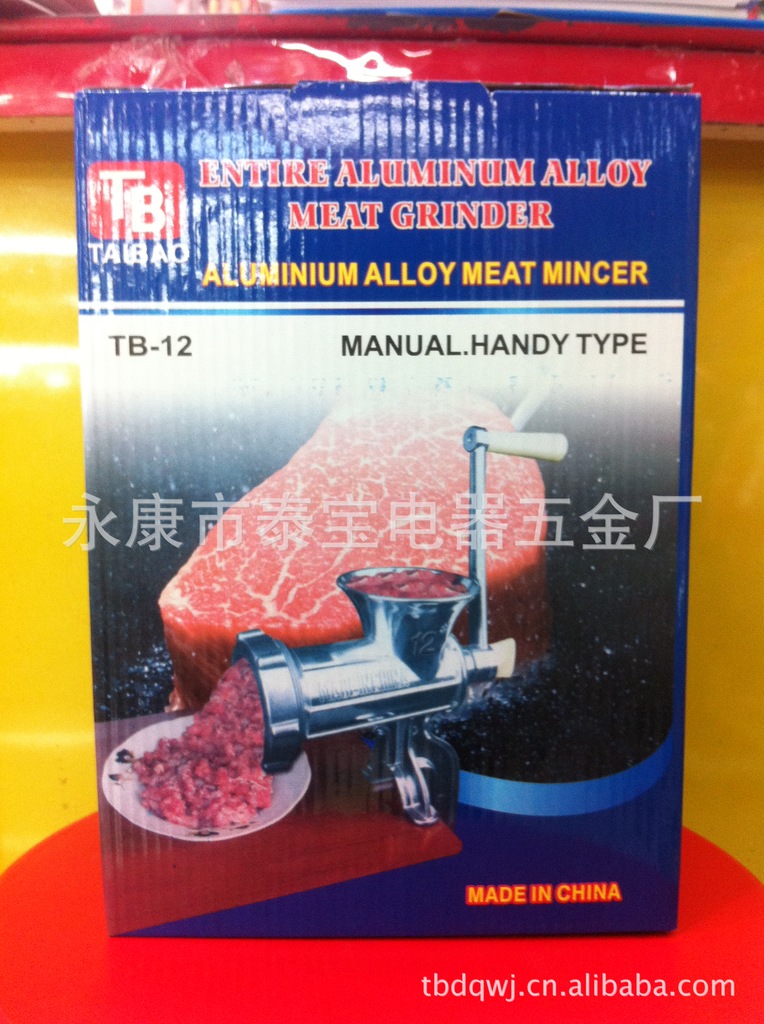 TB
TAIBAO
ENTIRE ALUMINUM ALLOY
MEAT GRINDER
ALUMINIUM ALLOY MEAT MINCER
TB-12
MANUAL.HANDY TYPE
永康市泰宝电器五金厂
12
MADE IN CHINA
tbdqwj.cn.alibaba.com